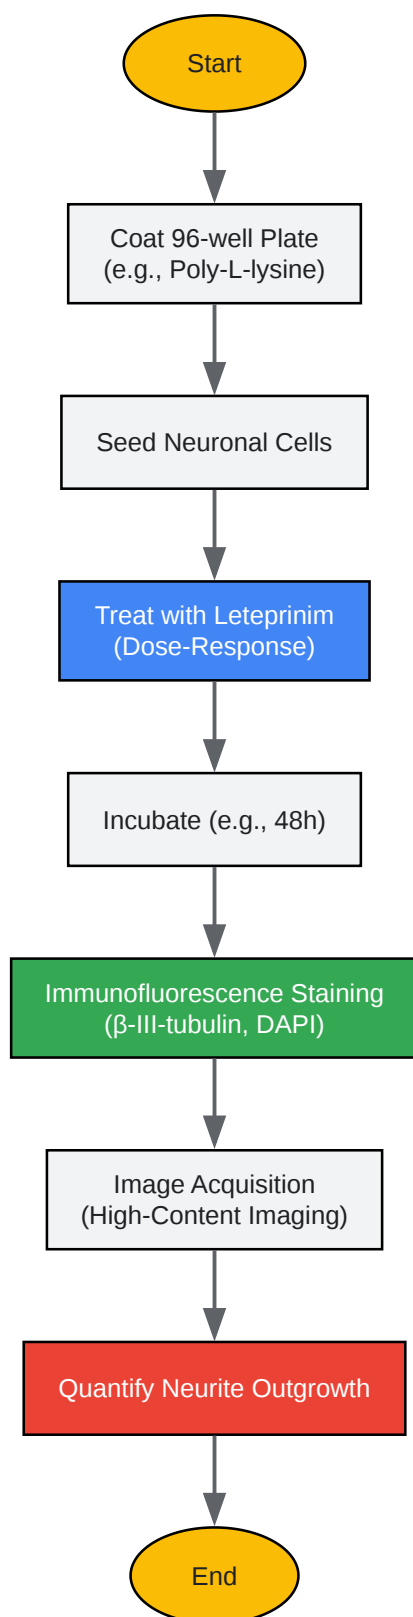 Start
Coat 96-well Plate
(e.g., Poly-L-lysine)
Seed Neuronal Cells
Treat with Leteprinim
(Dose-Response)
Incubate (e.g., 48h)
Immunofluorescence Staining
(β-III-tubulin, DAPI)
Image Acquisition
(High-Content Imaging)
Quantify Neurite Outgrowth
End